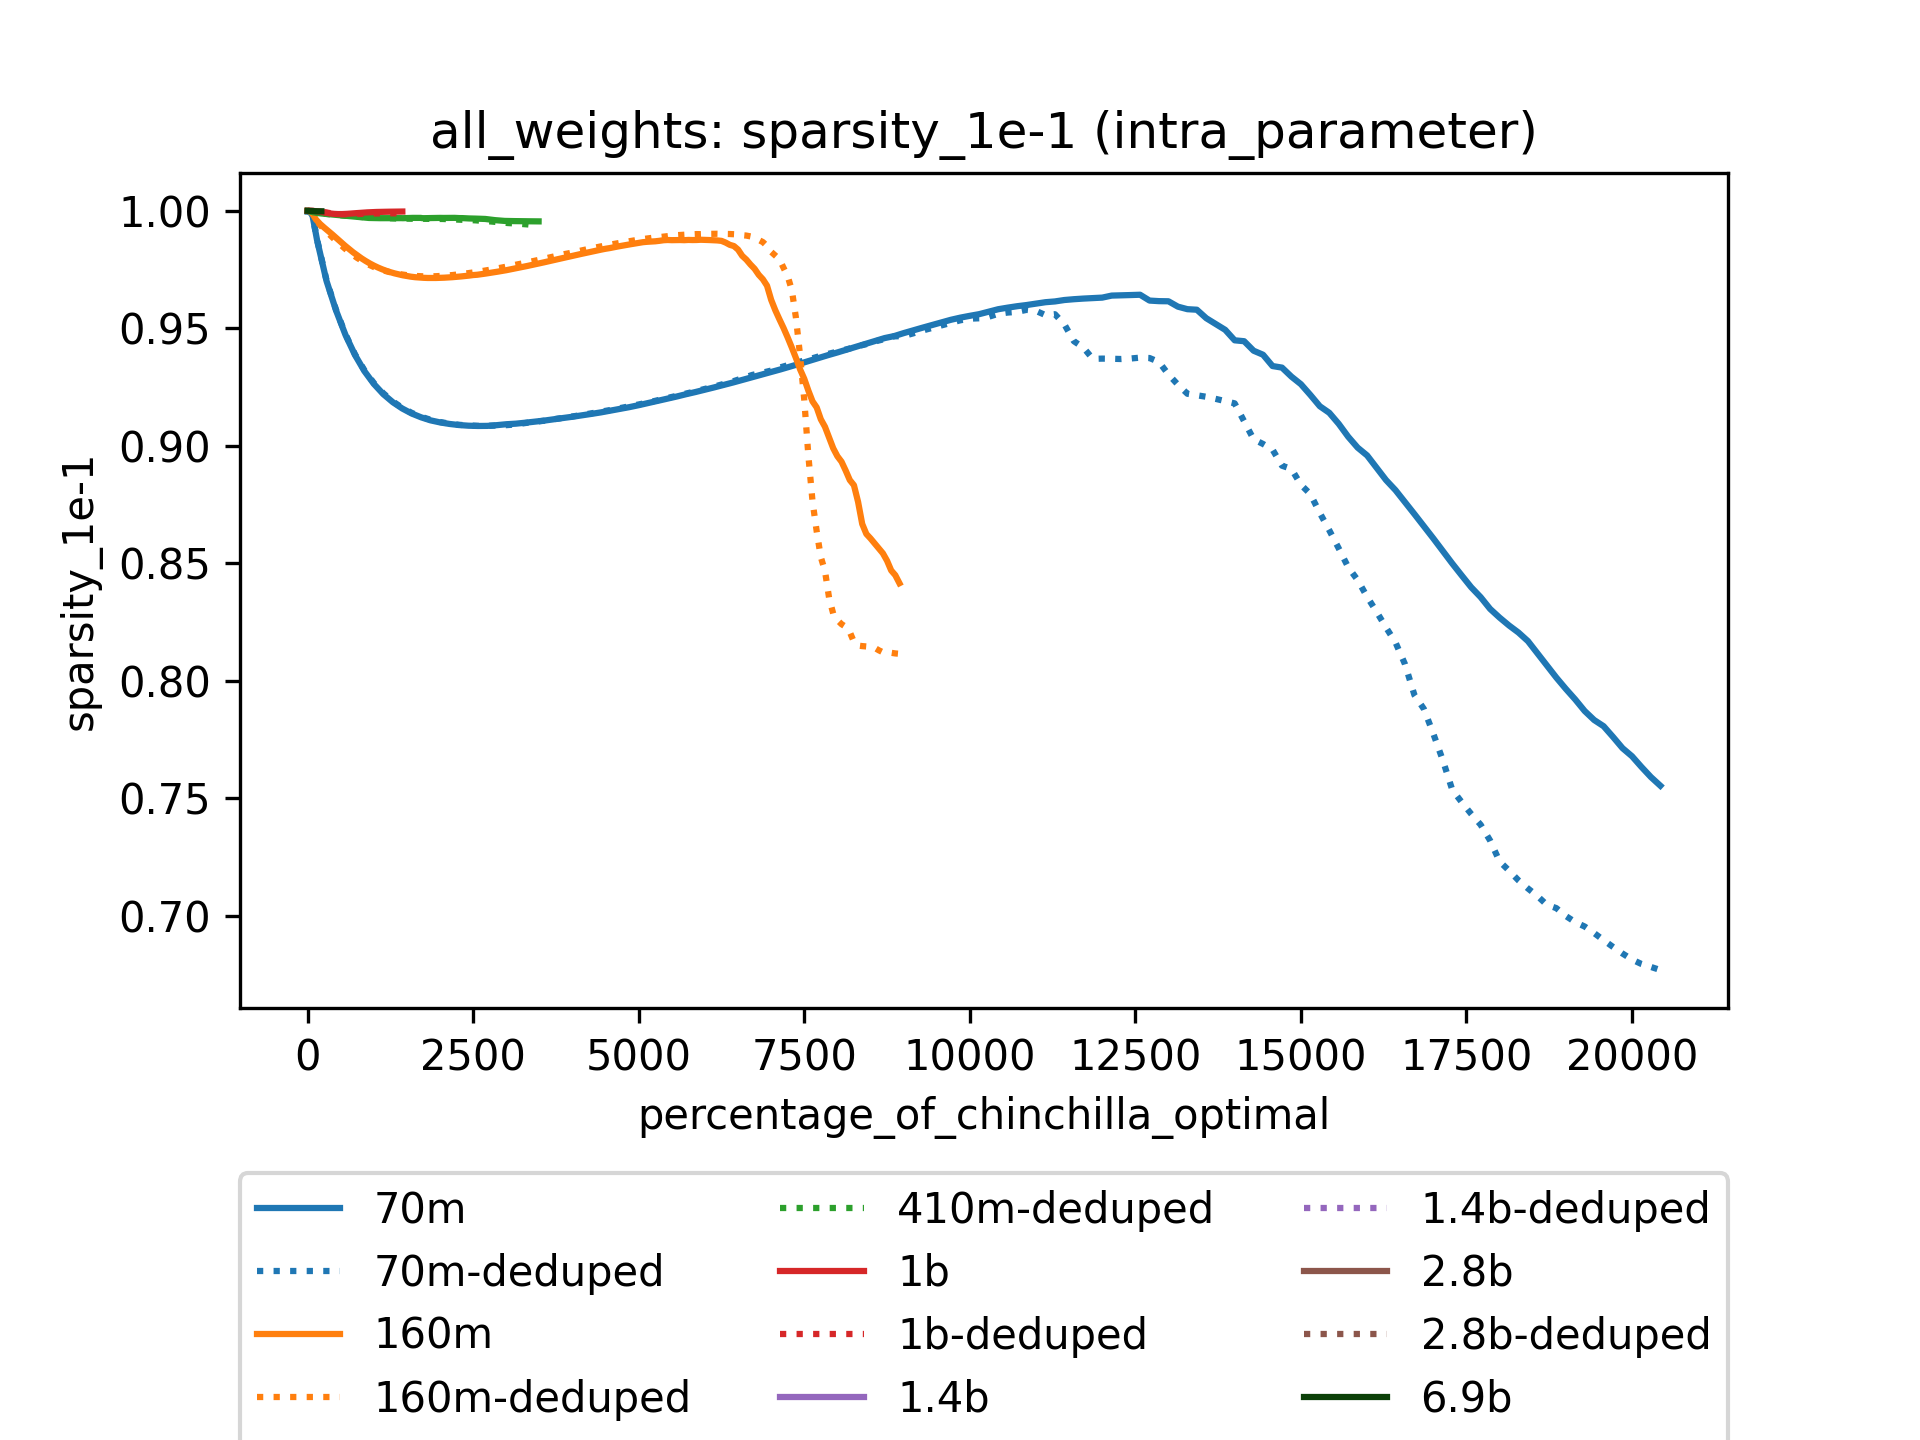 all_weights: sparsity_1e-1 (intra_parameter)
1.00
0.95
0.90
0.85
0.80
0.75
0.70
sparsity_1e-1
0 2500 5000 7500 10000 12500 15000 17500 20000
percentage_of_chinchilla_optimal
70m 410m-deduped 1.4b-deduped
70m-deduped 1b 2.8b
160m 1b-deduped 2.8b-deduped
160m-deduped 1.4b 6.9b